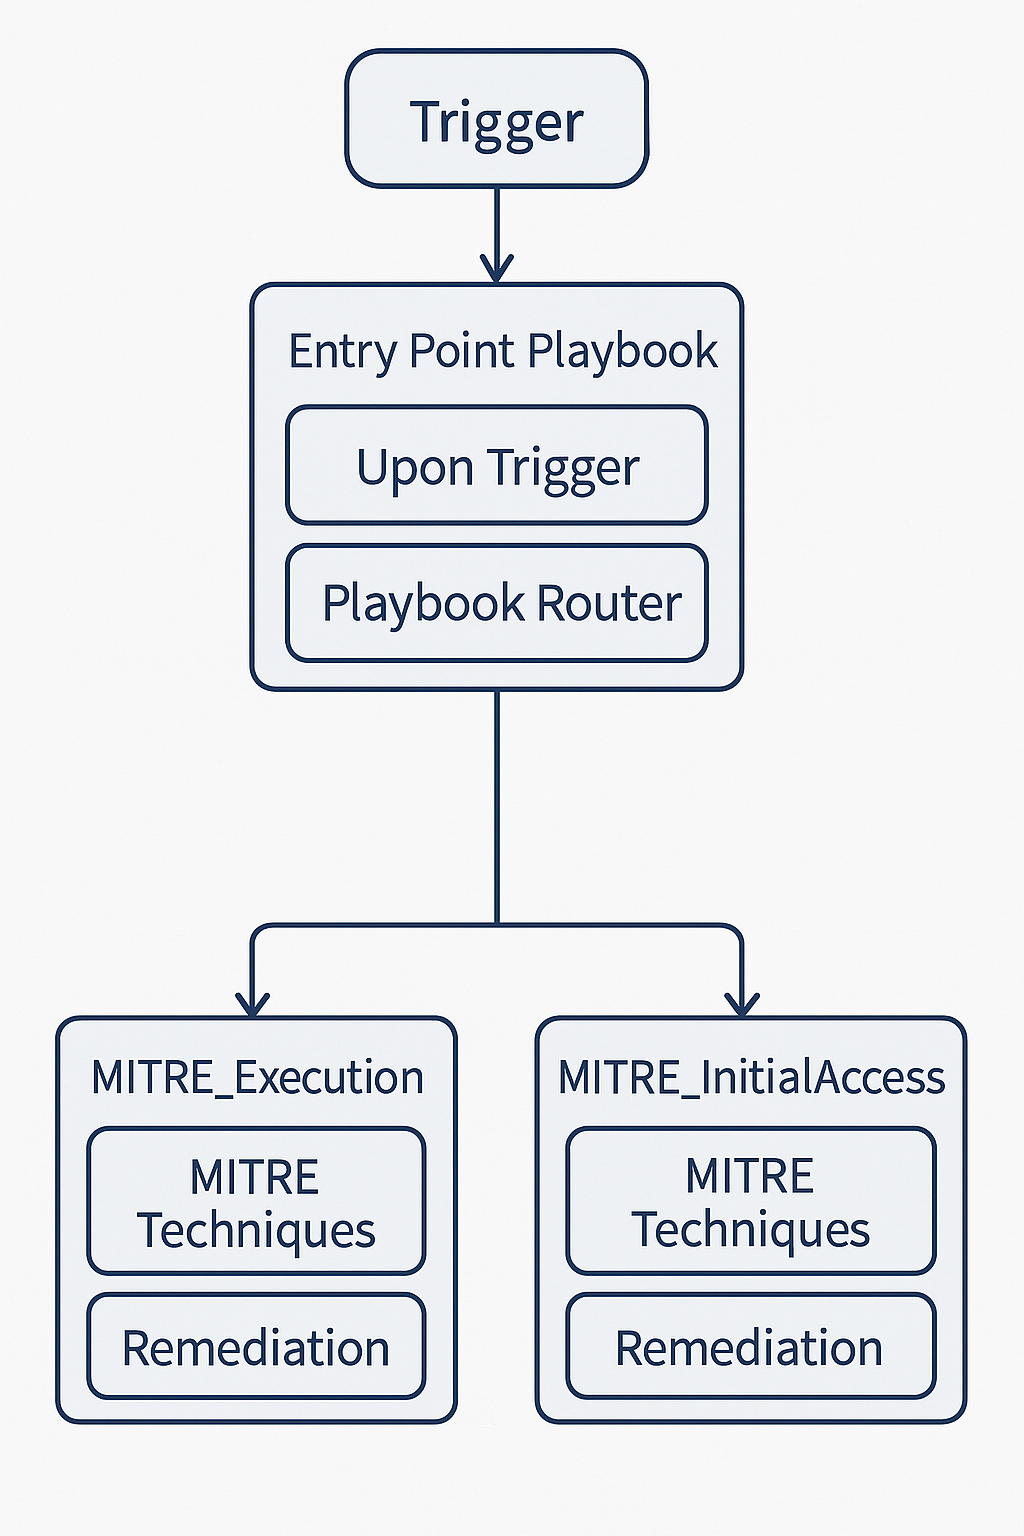 Trigger
Entry Point Playbook
Upon Trigger
Playbook Router
MITRE_Execution
MITRE
Techniques
Remediation
MITRE_InitialAccess
MITRE
Techniques
Remediation